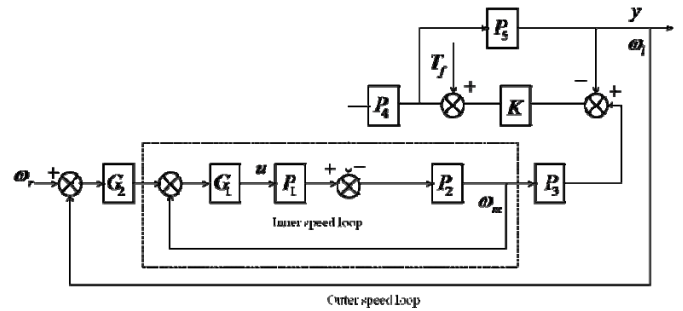 y
P5
ωl
Tf
− +
+
P4
K
ωr + G2 G1 u P1 + − P2 ωm P3
Inner speed loop
Outer speed loop